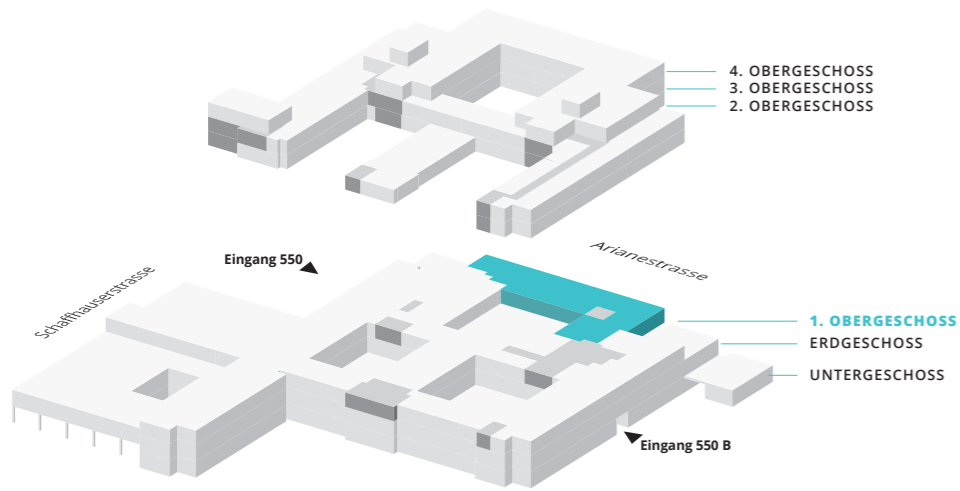 4. OBERGESCHOSS
3. OBERGESCHOSS
2. OBERGESCHOSS
Arianestrasse
Eingang 550
Schaffhauserstrasse
1. OBERGESCHOSS
ERDGESCHOSS
UNTERGESCHOSS
Eingang 550 B